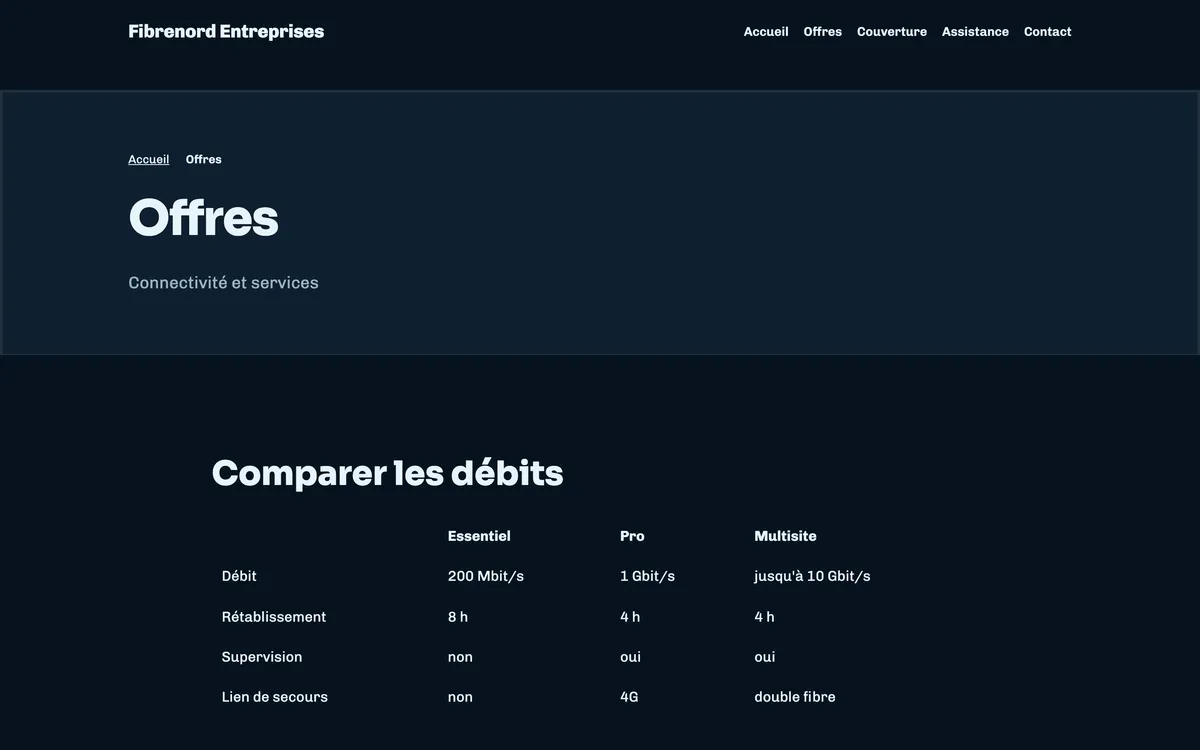 Fibrenord Entreprises
Accueil Offres Couverture Assistance Contact
Accueil Offres
Offres
Connectivité et services
Comparer les débits
Essentiel Pro Multisite
Débit 200 Mbit/s 1 Gbit/s jusqu'à 10 Gbit/s
Rétablissement 8 h 4 h 4 h
Supervision non oui oui
Lien de secours non 4G double fibre